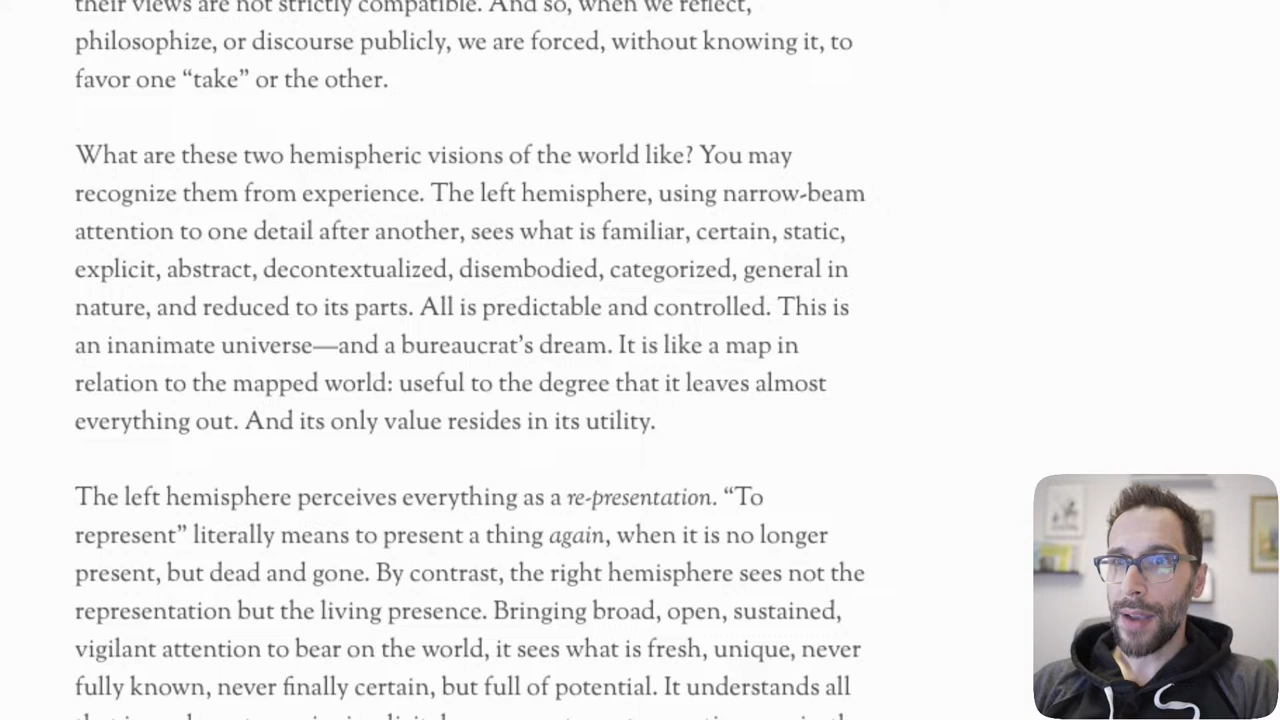 their views are not strictly compatible. And so, when we reflect,
philosophize, or discourse publicly, we are forced, without knowing it, to
favor one “take” or the other.
What are these two hemispheric visions of the world like? You may
recognize them from experience. The left hemisphere, using narrow-beam
attention to one detail after another, sees what is familiar, certain, static,
explicit, abstract, decontextualized, disembodied, categorized, general in
nature, and reduced to its parts. All is predictable and controlled. This is
an inanimate universe—and a bureaucrat’s dream. It is like a map in
relation to the mapped world: useful to the degree that it leaves almost
everything out. And its only value resides in its utility.
The left hemisphere perceives everything as a re-presentation. “To
represent” literally means to present a thing again, when it is no longer
present, but dead and gone. By contrast, the right hemisphere sees not the
representation but the living presence. Bringing broad, open, sustained,
vigilant attention to bear on the world, it sees what is fresh, unique, never
fully known, never finally certain, but full of potential. It understands all